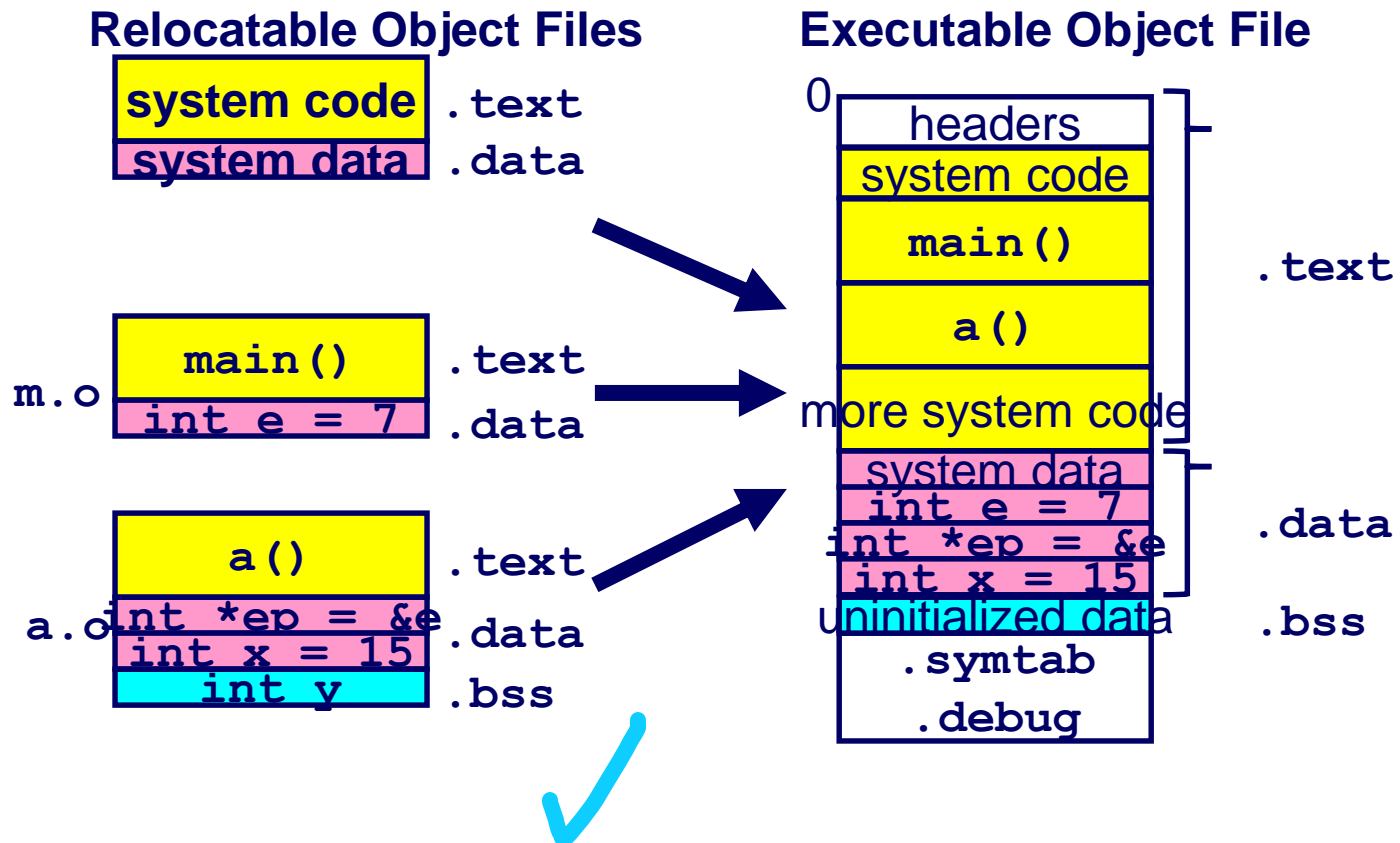 Relocatable Object Files
system code .text
system data .data
m.o
main() .text
int e = 7 .data
a.o
a() .text
int *ep = &e
int x = 15 .data
int y .bss
Executable Object File
0
headers
system code
main()
a()
more system code
.text
system data
int e = 7
int *ep = &e
int x = 15
.data
uninitialized data .bss
.symtab
.debug